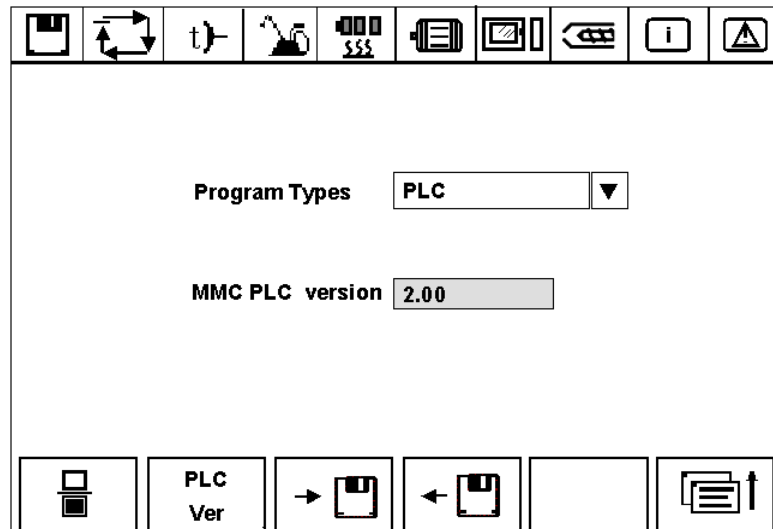 t
i
Program Types PLC
MMC PLC version 2.00
PLC
Ver